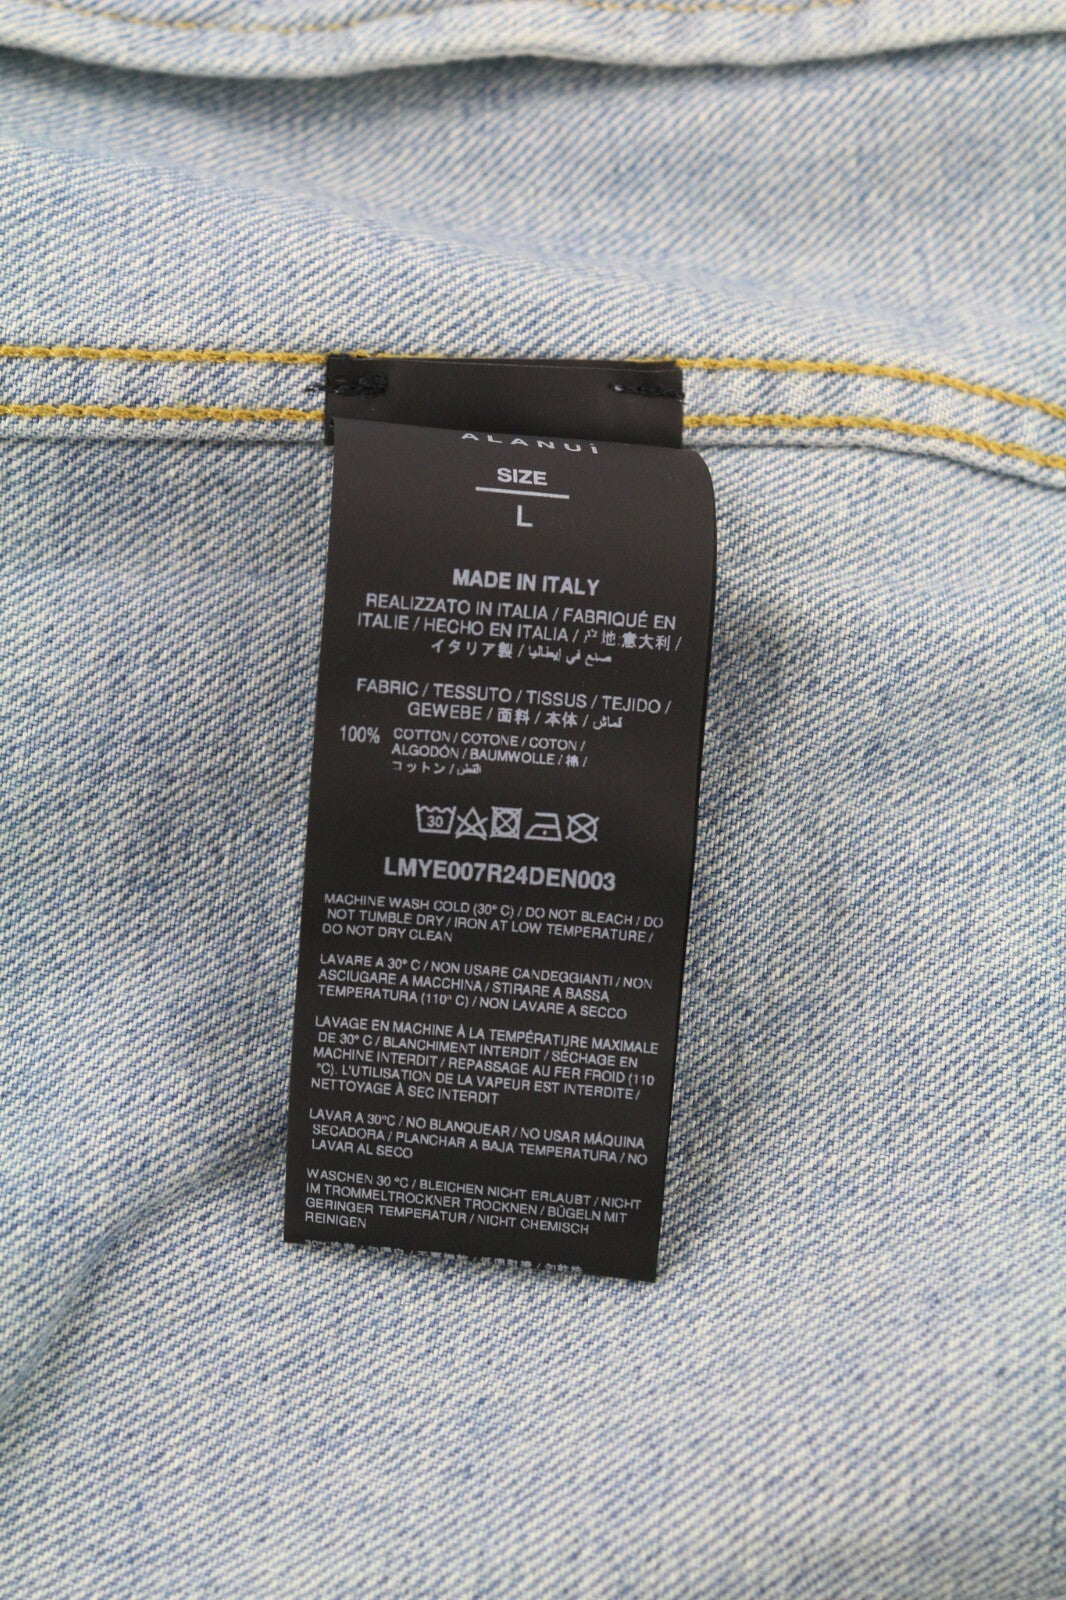 ALANUi
SIZE
L
MADE IN ITALY
REALIZZATO IN ITALIA / FABRIQUÉ EN
ITALIE / HECHO EN ITALIA / 产地:意大利 /
イタリア製 / صنع في إيطاليا
FABRIC / TESSUTO / TISSUS / TEJIDO /
GEWEBE / 面料 / 本体 / قماش
100% COTTON / COTONE / COTON /
ALGODÓN / BAUMWOLLE / 棉 /
コットン / القطن
30
LMYE007R24DEN003
MACHINE WASH COLD (30° C) / DO NOT BLEACH / DO
NOT TUMBLE DRY / IRON AT LOW TEMPERATURE /
DO NOT DRY CLEAN
LAVARE A 30° C / NON USARE CANDEGGIANTI / NON
ASCIUGARE A MACCHINA / STIRARE A BASSA
TEMPERATURA (110° C) / NON LAVARE A SECCO
LAVAGE EN MACHINE À LA TEMPÉRATURE MAXIMALE
DE 30° C / BLANCHIMENT INTERDIT / SÉCHAGE EN
MACHINE INTERDIT / REPASSAGE AU FER FROID (110
°C). L'UTILISATION DE LA VAPEUR EST INTERDITE /
NETTOYAGE À SEC INTERDIT
LAVAR A 30°C / NO BLANQUEAR / NO USAR MÁQUINA
SECADORA / PLANCHAR A BAJA TEMPERATURA / NO
LAVAR AL SECO
WASCHEN 30 °C / BLEICHEN NICHT ERLAUBT / NICHT
IM TROMMELTROCKNER TROCKNEN / BÜGELN MIT
GERINGER TEMPERATUR / NICHT CHEMISCH
REINIGEN